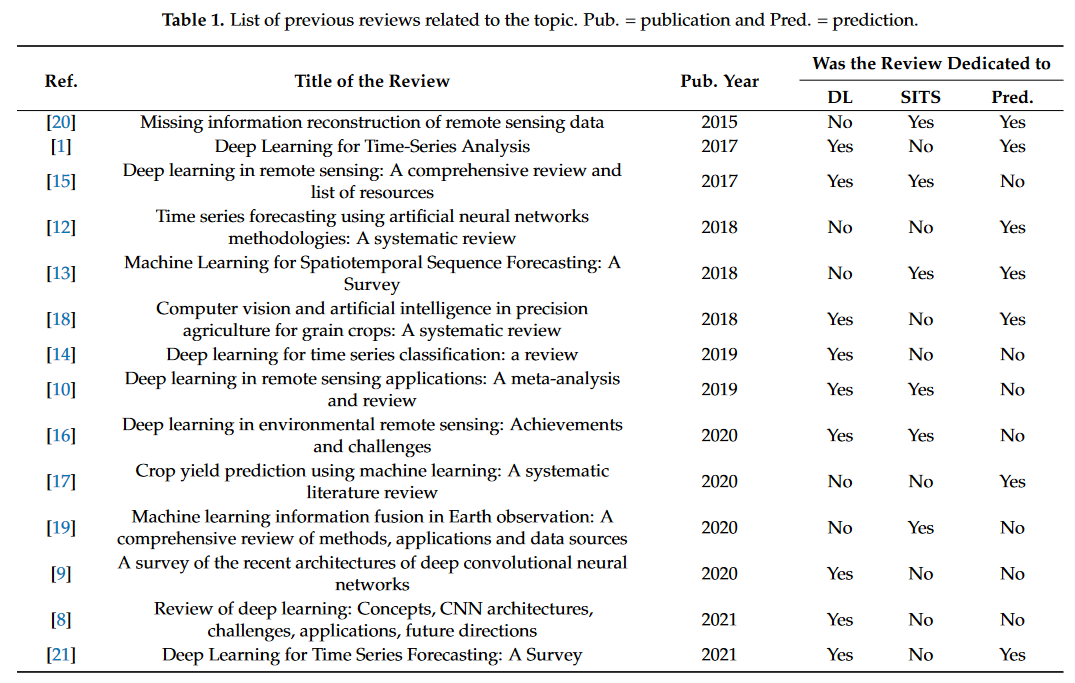 Table 1. List of previous reviews related to the topic. Pub. = publication and Pred. = prediction.
Ref. Title of the Review Pub. Year Was the Review Dedicated to
DL SITS Pred.
[20] Missing information reconstruction of remote sensing data 2015 No Yes Yes
[1] Deep Learning for Time-Series Analysis 2017 Yes No Yes
[15] Deep learning in remote sensing: A comprehensive review and
list of resources 2017 Yes Yes No
[12] Time series forecasting using artificial neural networks
methodologies: A systematic review 2018 No No Yes
[13] Machine Learning for Spatiotemporal Sequence Forecasting: A
Survey 2018 No Yes Yes
[18] Computer vision and artificial intelligence in precision
agriculture for grain crops: A systematic review 2018 Yes No Yes
[14] Deep learning for time series classification: a review 2019 Yes No No
[10] Deep learning in remote sensing applications: A meta-analysis
and review 2019 Yes Yes No
[16] Deep learning in environmental remote sensing: Achievements
and challenges 2020 Yes Yes No
[17] Crop yield prediction using machine learning: A systematic
literature review 2020 No No Yes
[19] Machine learning information fusion in Earth observation: A
comprehensive review of methods, applications and data sources 2020 No Yes No
[9] A survey of the recent architectures of deep convolutional neural
networks 2020 Yes No No
[8] Review of deep learning: Concepts, CNN architectures,
challenges, applications, future directions 2021 Yes No No
[21] Deep Learning for Time Series Forecasting: A Survey 2021 Yes No Yes